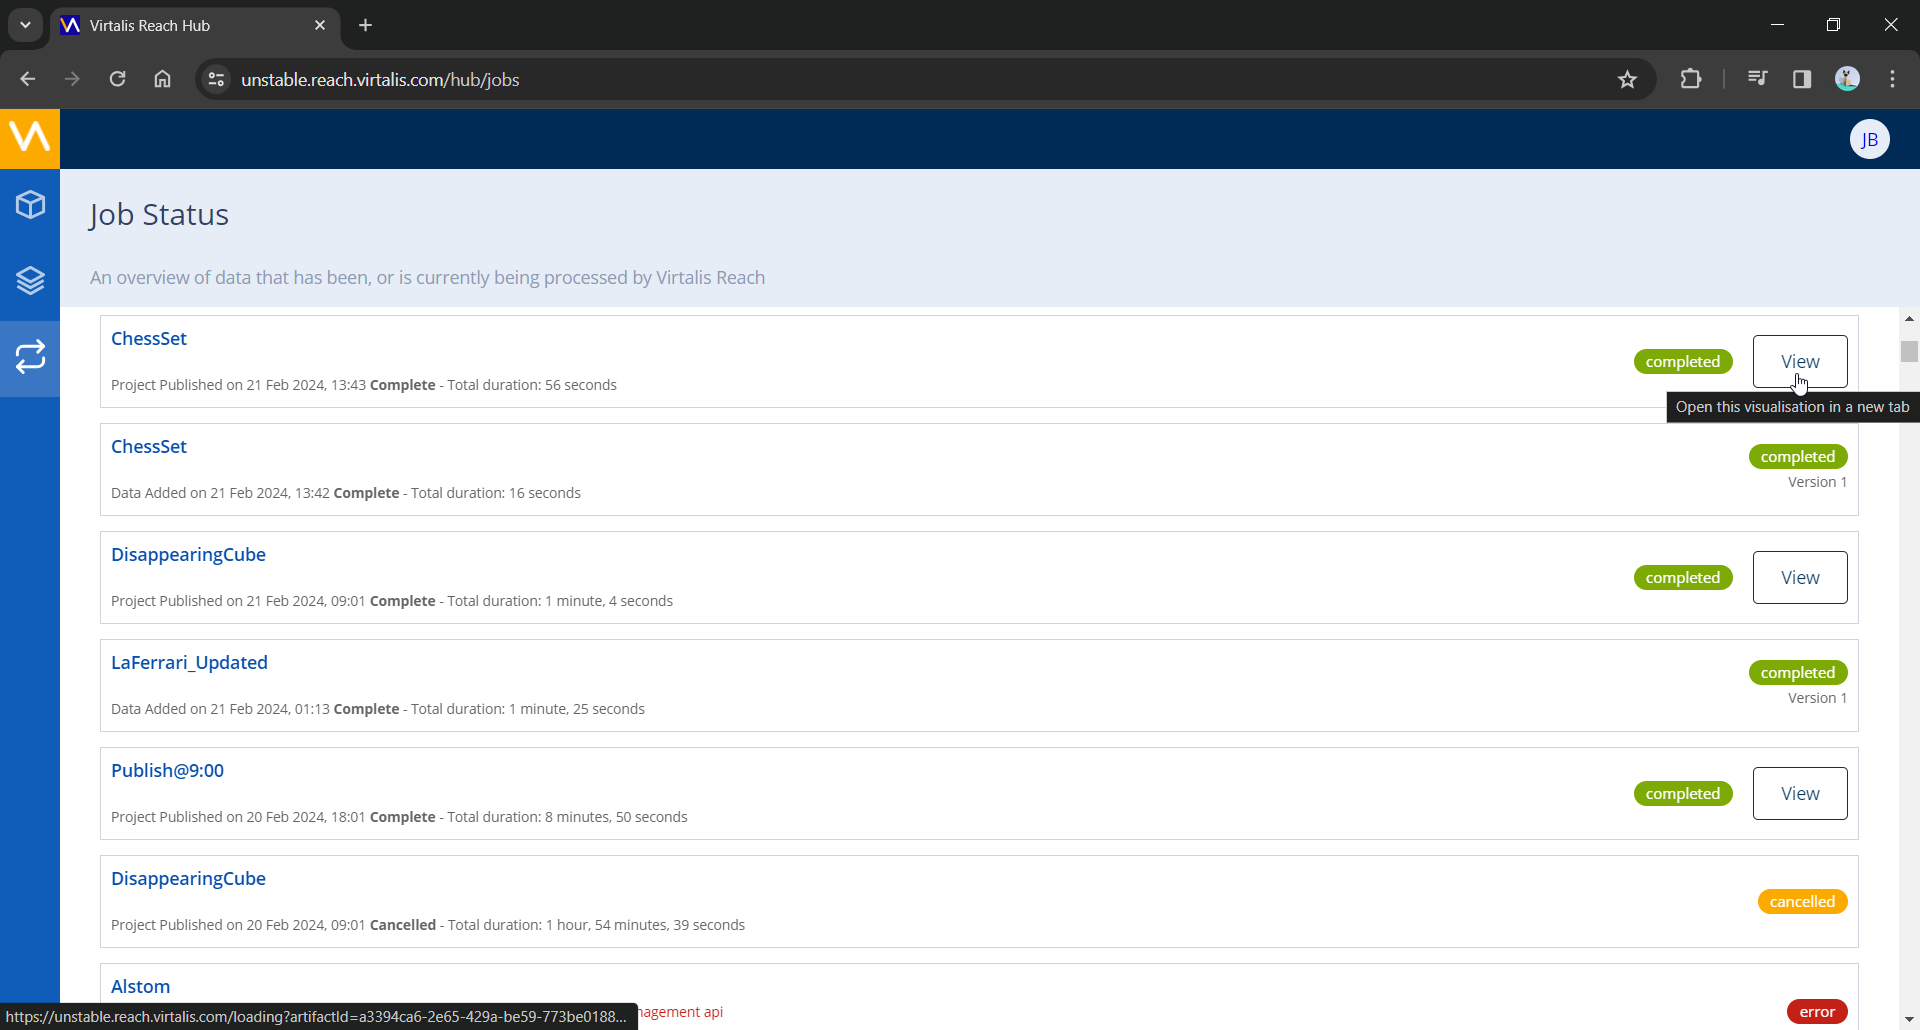 Virtalis Reach Hub
unstable.reach.virtalis.com/hub/jobs
JB
Job Status
An overview of data that has been, or is currently being processed by Virtalis Reach
ChessSet
Project Published on 21 Feb 2024, 13:43 Complete - Total duration: 56 seconds
completed
View
Open this visualisation in a new tab
ChessSet
Data Added on 21 Feb 2024, 13:42 Complete - Total duration: 16 seconds
completed
Version 1
DisappearingCube
Project Published on 21 Feb 2024, 09:01 Complete - Total duration: 1 minute, 4 seconds
completed
View
LaFerrari_Updated
Data Added on 21 Feb 2024, 01:13 Complete - Total duration: 1 minute, 25 seconds
completed
Version 1
Publish@9:00
Project Published on 20 Feb 2024, 18:01 Complete - Total duration: 8 minutes, 50 seconds
completed
View
DisappearingCube
Project Published on 20 Feb 2024, 09:01 Cancelled - Total duration: 1 hour, 54 minutes, 39 seconds
cancelled
Alstom
api
error
https://unstable.reach.virtalis.com/loading?artifactId=a3394ca6-2e65-429a-be59-773be0188...